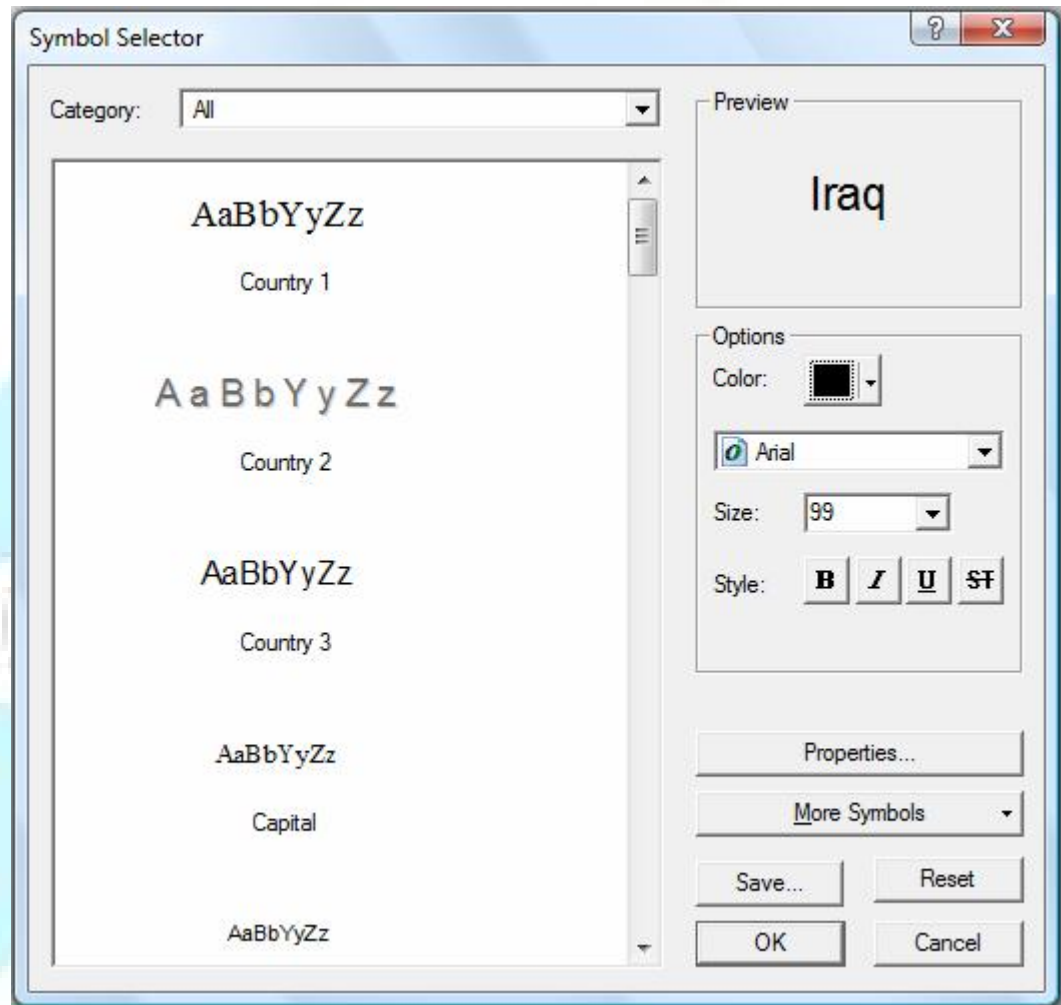 Symbol Selector
Category: All
AaBbYyZz
Country 1
AaBbYyZz
Country 2
AaBbYyZz
Country 3
AaBbYyZz
Capital
AaBbYyZz
Preview
Iraq
Options
Color:
Arial
Size: 99
Style: B I U ST
Properties...
More Symbols
Save... Reset
OK Cancel